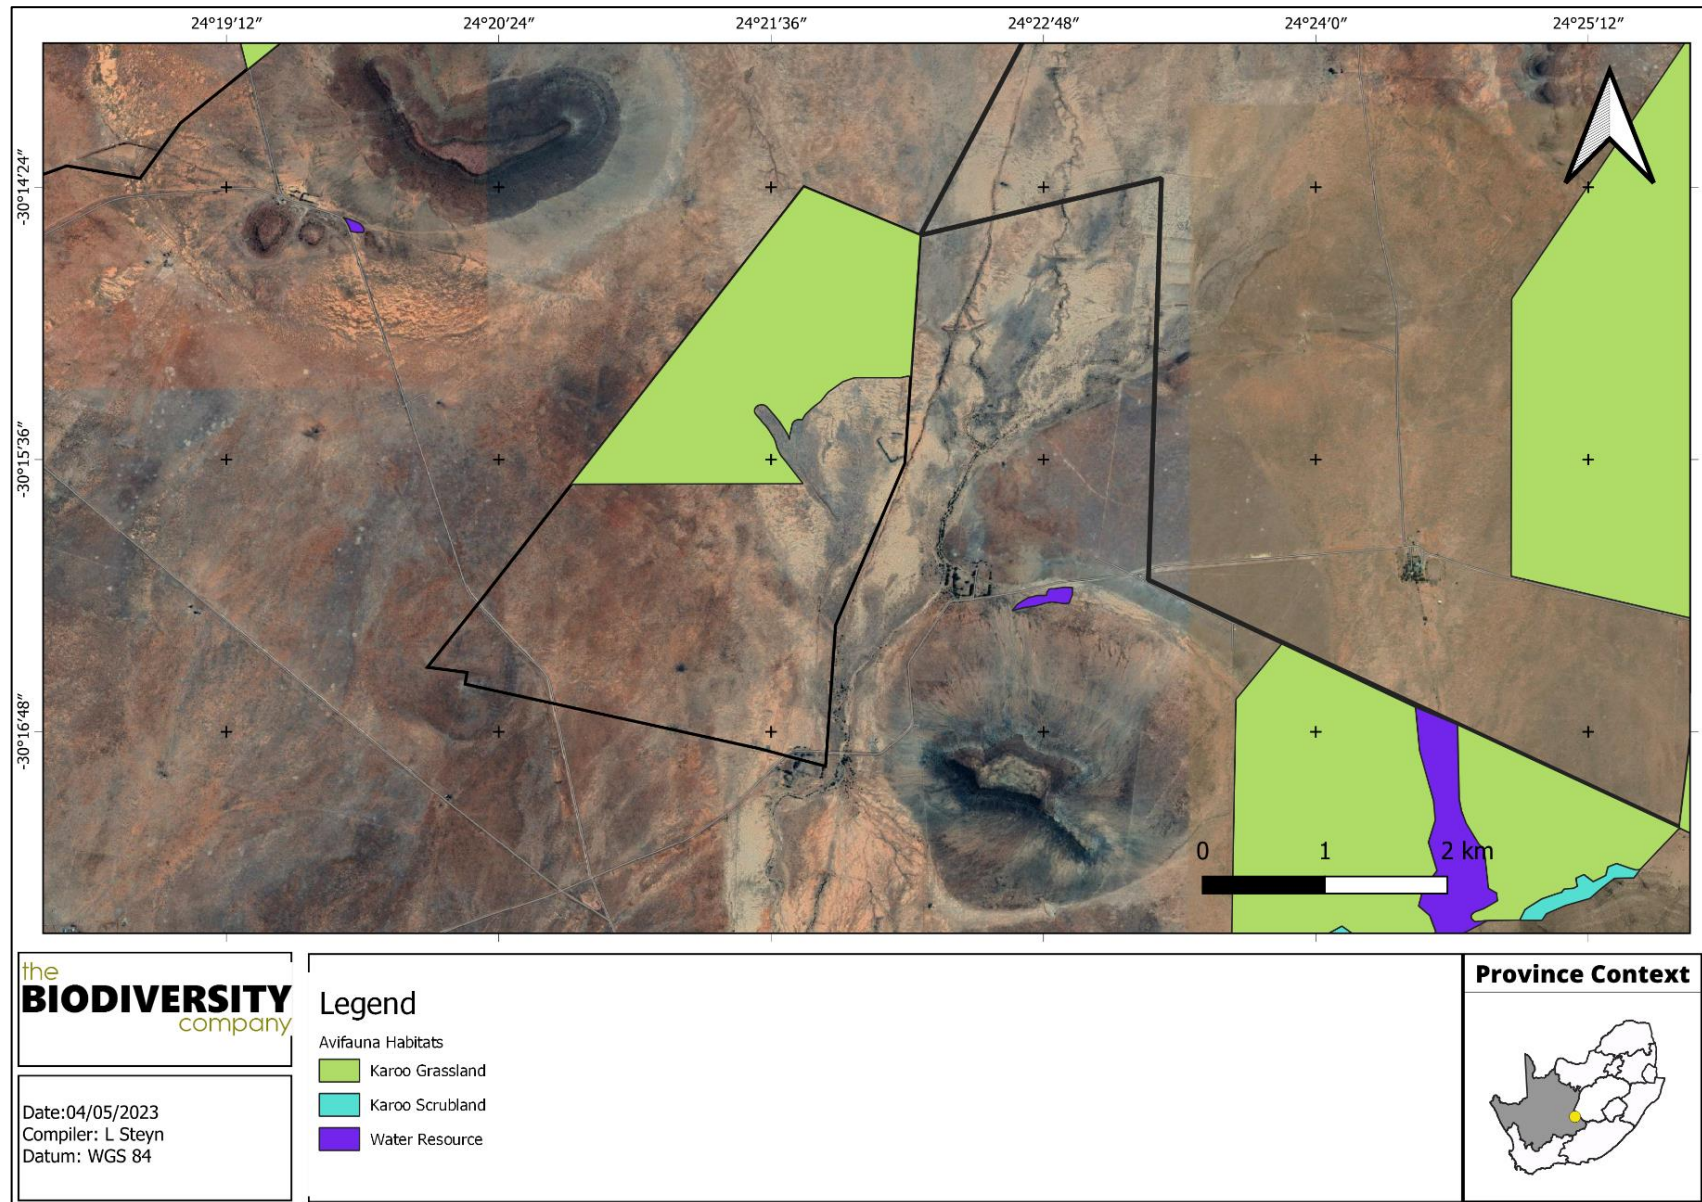 24°19′12″ 24°20′24″ 24°21′36″ 24°22′48″ 24°24′0″ 24°25′12″
-30°14′24″
-30°15′36″
-30°16′48″
0 1 2 km
the
BIODIVERSITY
company
Date:04/05/2023
Compiler: L Steyn
Datum: WGS 84
Legend
Avifauna Habitats
Karoo Grassland
Karoo Scrubland
Water Resource
Province Context